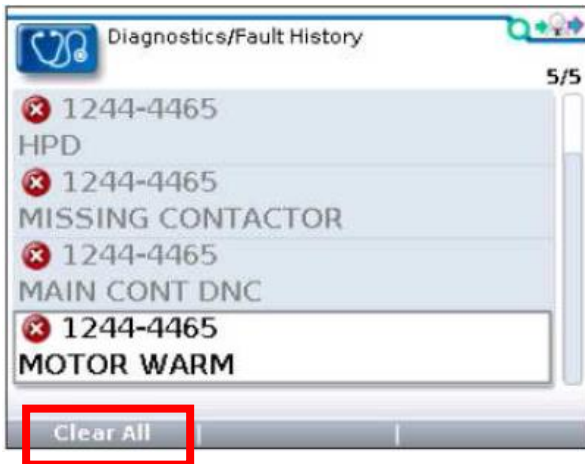 Diagnostics/Fault History
5/5
1244-4465
HPD
1244-4465
MISSING CONTACTOR
1244-4465
MAIN CONT DNC
1244-4465
MOTOR WARM
Clear All